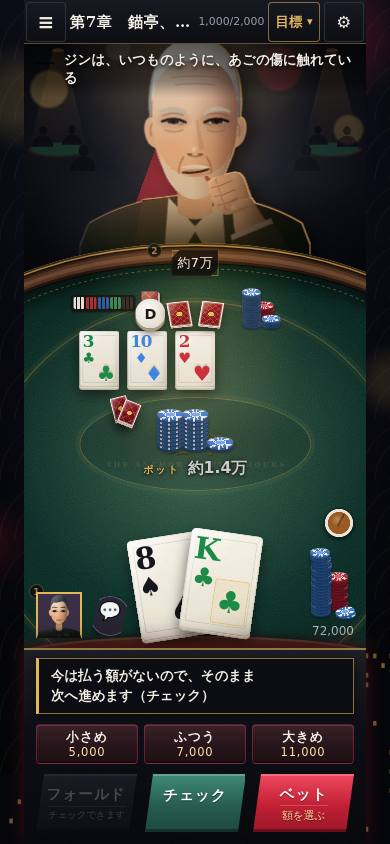 第7章 錨亭、... 1,000/2,000 目標 ▾
ジンは、いつものように、あごの傷に触れてい
る
2
約7万
D
3
10
2
ポット 約1.4万
8
K
1
72,000
今は払う額がないので、そのまま
次へ進めます（チェック）
小さめ ふつう 大きめ
5,000 7,000 11,000
フォールド チェック ベット
チェックできます 額を選ぶ